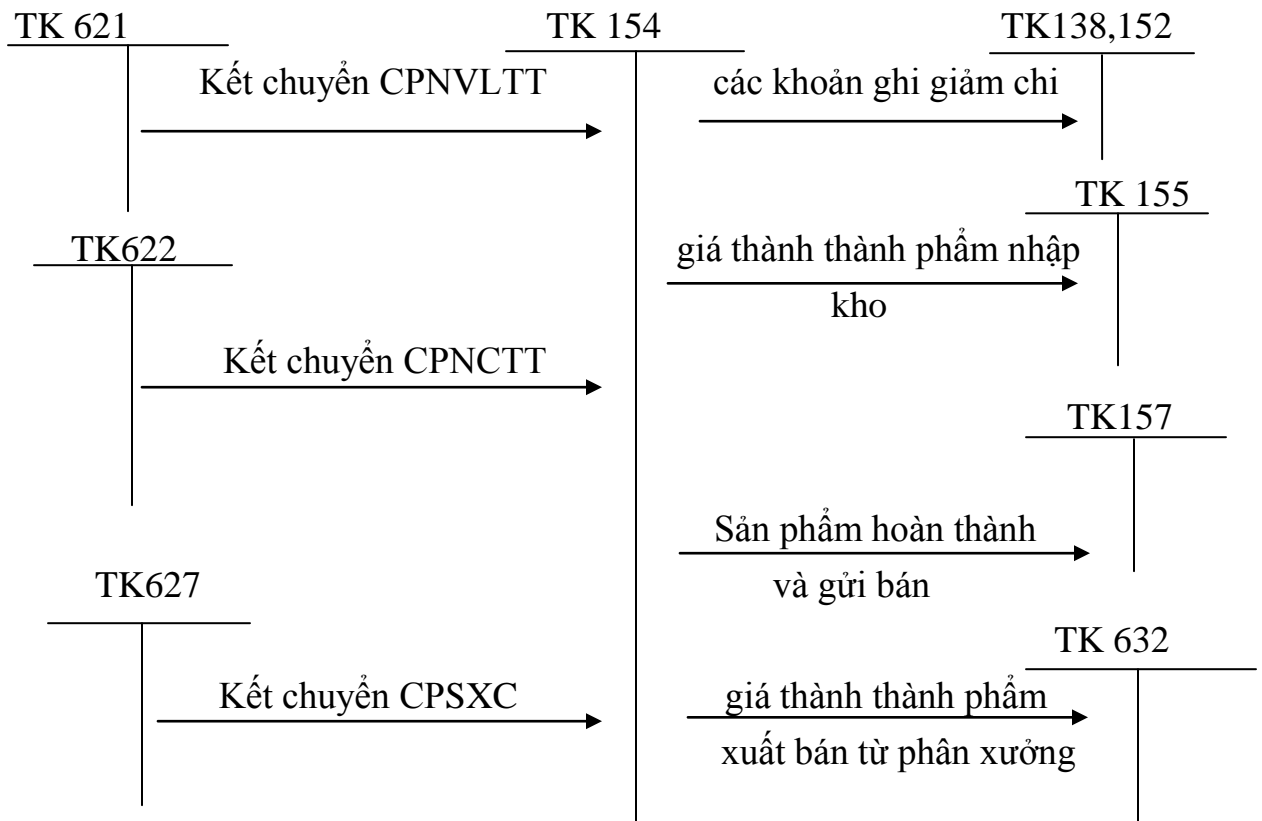 TK 621
TK 154
TK138,152
Kết chuyển CPNVLTT
các khoản ghi giảm chi
TK 155
TK622
giá thành thành phẩm nhập
kho
Kết chuyển CPNCTT
TK157
Sản phẩm hoàn thành
và gửi bán
TK627
TK 632
Kết chuyển CPSXC
giá thành thành phẩm
xuất bán từ phân xưởng